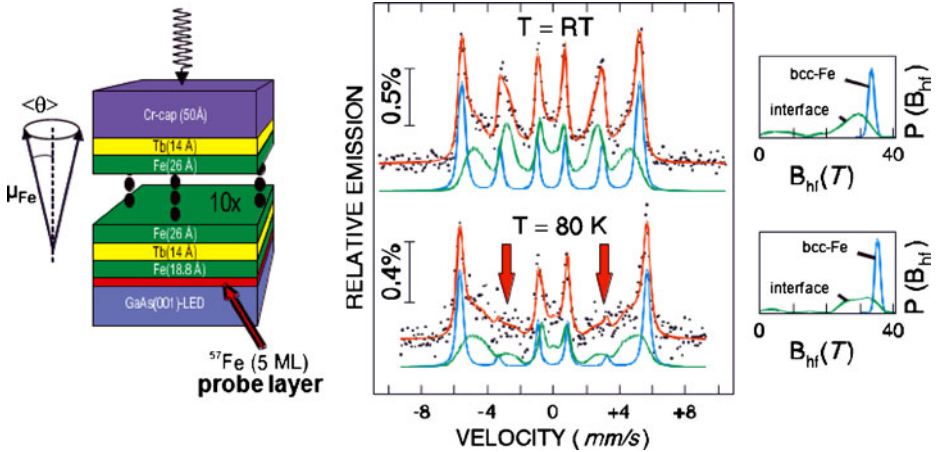 <θ>
μFe
Cr-cap (50Å)
Tb(14 Å)
Fe(26 Å)
10x
Fe(26 Å)
Tb(14 Å)
Fe(18.8 Å)
GaAs(001)-LED
57Fe (5 ML)
probe layer
RELATIVE EMISSION
T = RT
0.5%
T = 80 K
0.4%
-8 -4 0 +4 +8
VELOCITY ( mm/s)
bcc-Fe
interface
0 40
Bhf(T)
P (Bhf)
bcc-Fe
interface
0 40
Bhf(T)
P (Bhf)